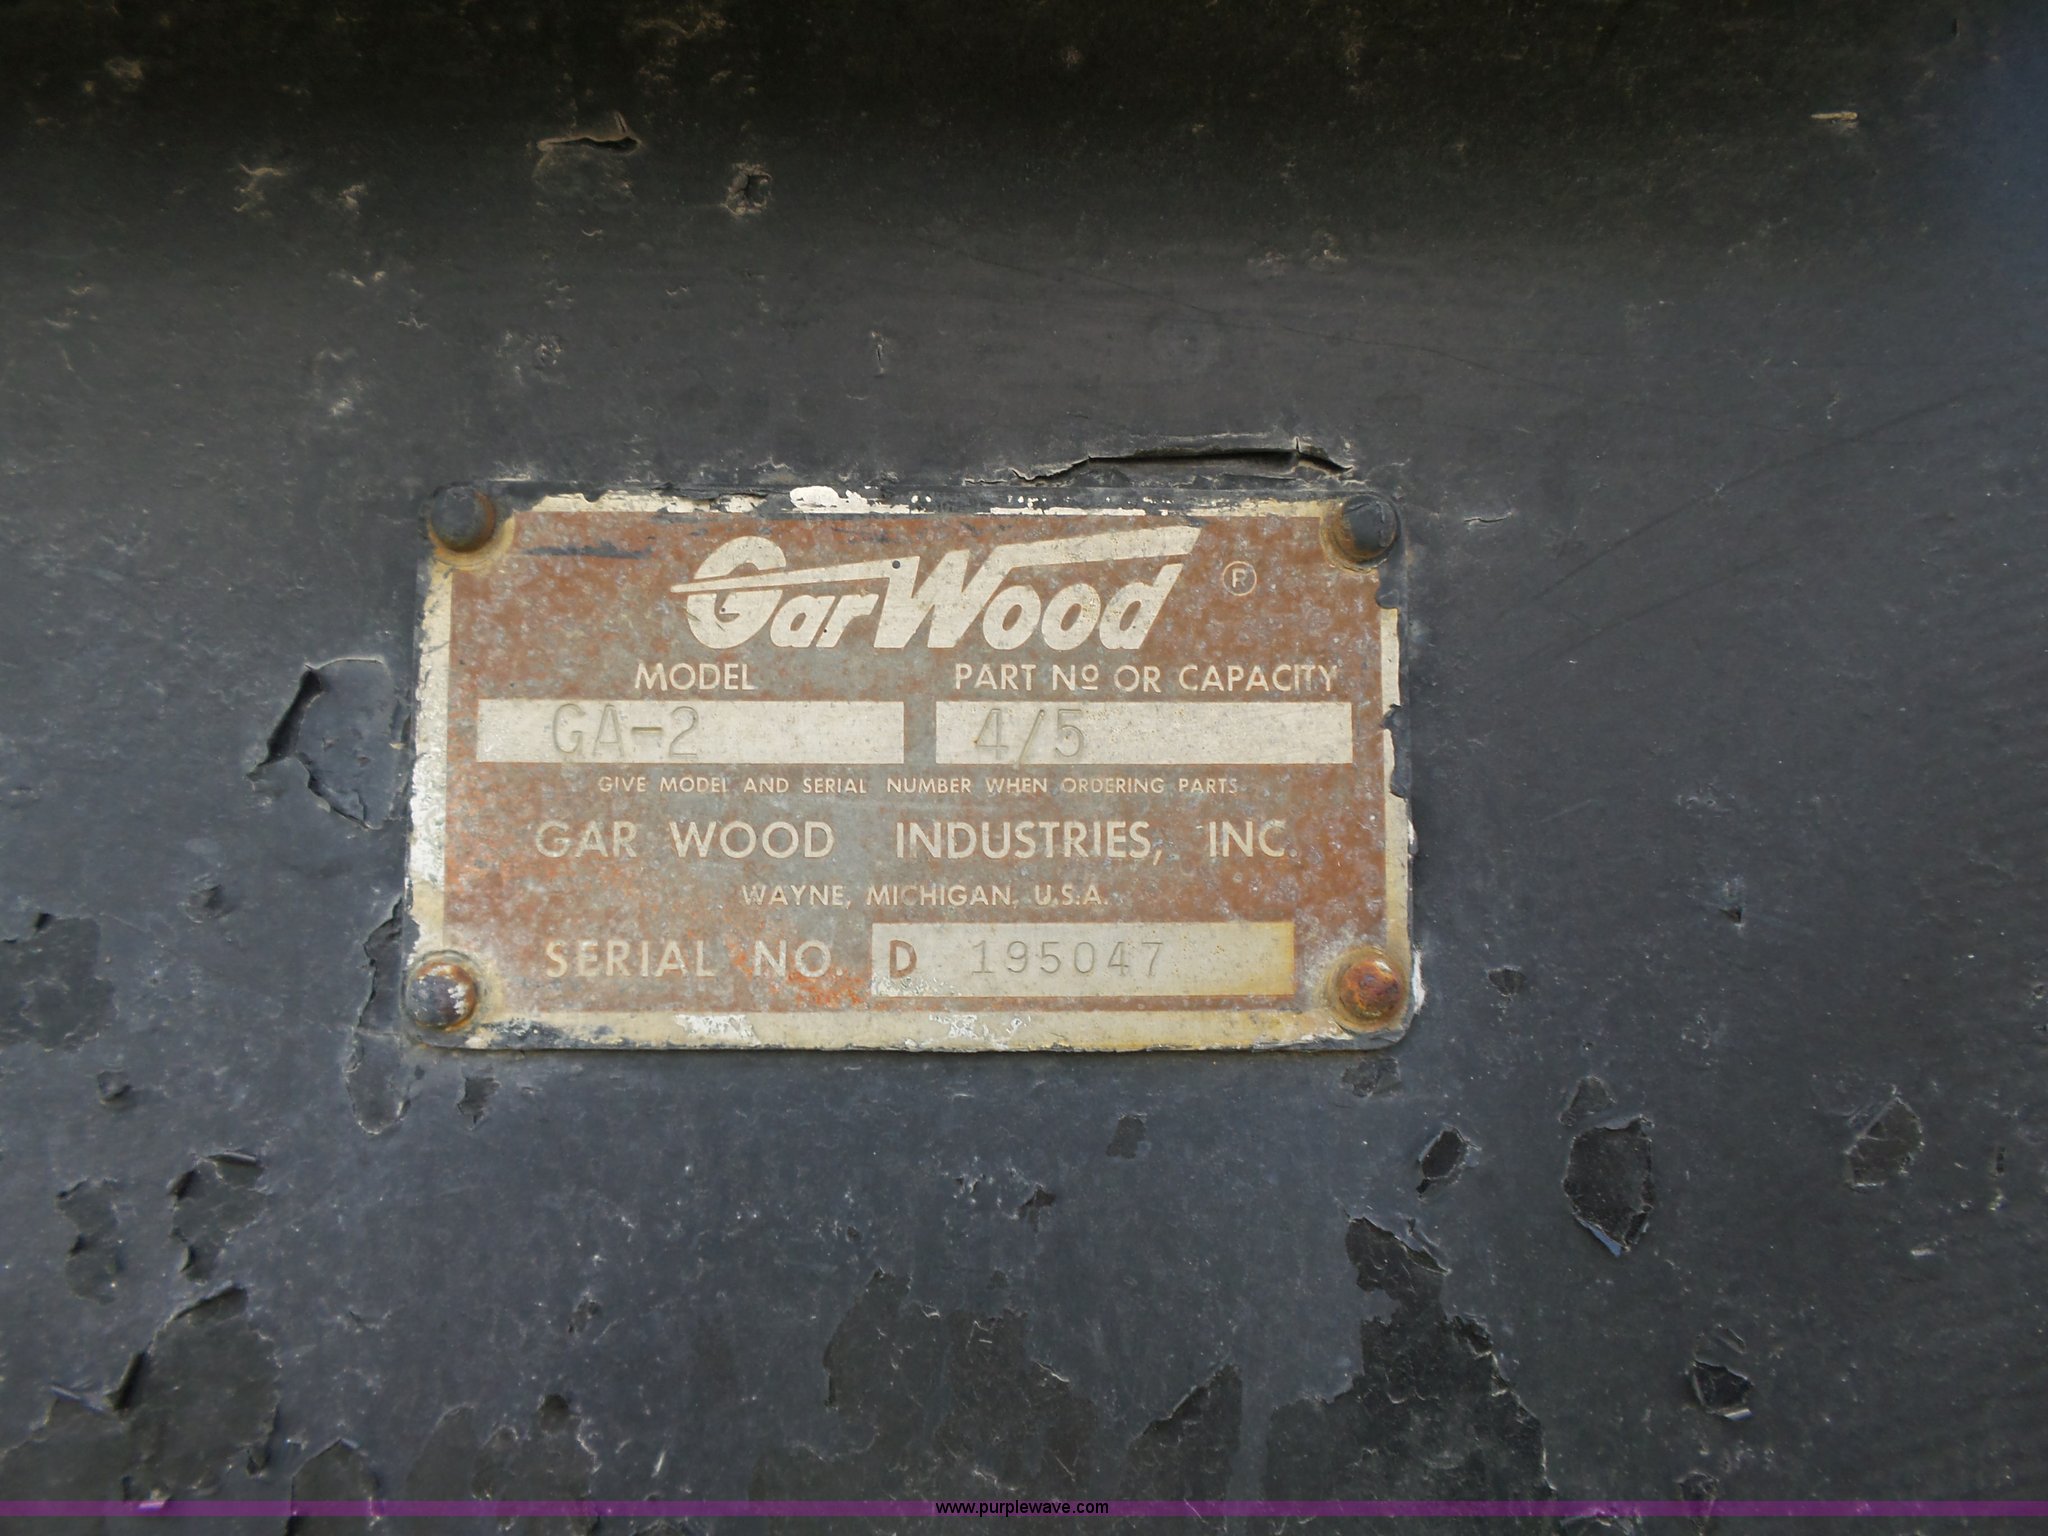 GarWood ®
MODEL PART Nº OR CAPACITY
GA-2 4/5
GIVE MODEL AND SERIAL NUMBER WHEN ORDERING PARTS
GAR WOOD INDUSTRIES, INC.
WAYNE, MICHIGAN, U.S.A.
SERIAL NO. D 195047
www.purplewave.com